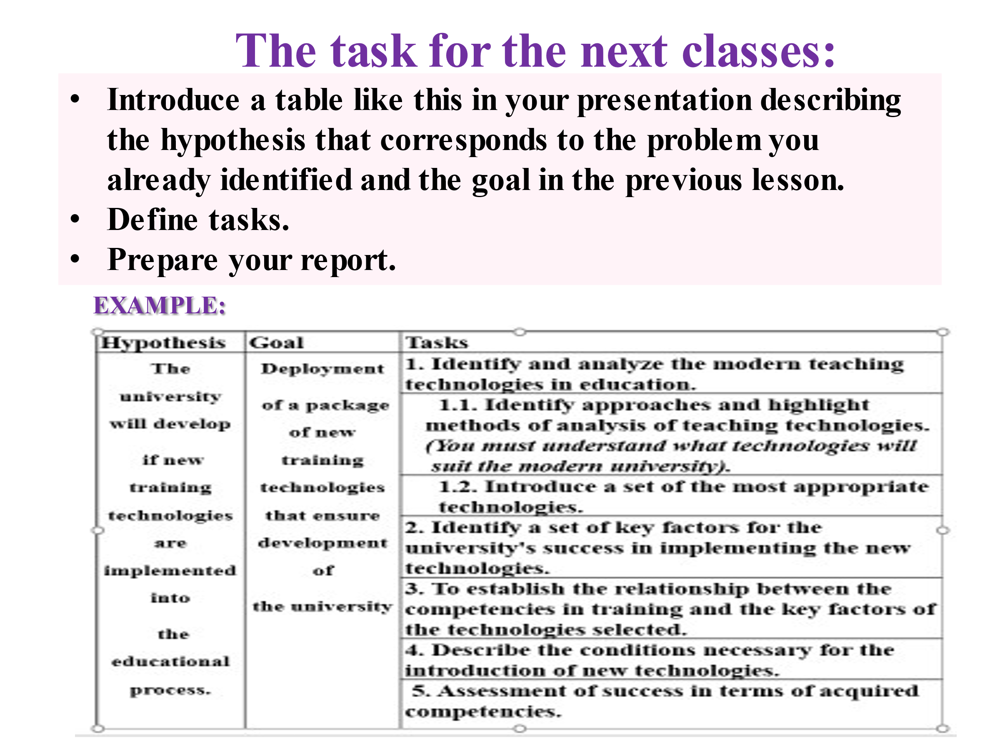 The task for the next classes:
• Introduce a table like this in your presentation describing
the hypothesis that corresponds to the problem you
already identified and the goal in the previous lesson.
• Define tasks.
• Prepare your report.
EXAMPLE:
Hypothesis
The
university
will develop
if new
training
technologies
are
implemented
into
the
educational
process.
Goal
Deployment
of a package
of new
training
technologies
that ensure
development
of
the university
Tasks
1. Identify and analyze the modern teaching
technologies in education.
1.1. Identify approaches and highlight
methods of analysis of teaching technologies.
(You must understand what technologies will
suit the modern university).
1.2. Introduce a set of the most appropriate
technologies.
2. Identify a set of key factors for the
university's success in implementing the new
technologies.
3. To establish the relationship between the
competencies in training and the key factors of
the technologies selected.
4. Describe the conditions necessary for the
introduction of new technologies.
5. Assessment of success in terms of acquired
competencies.